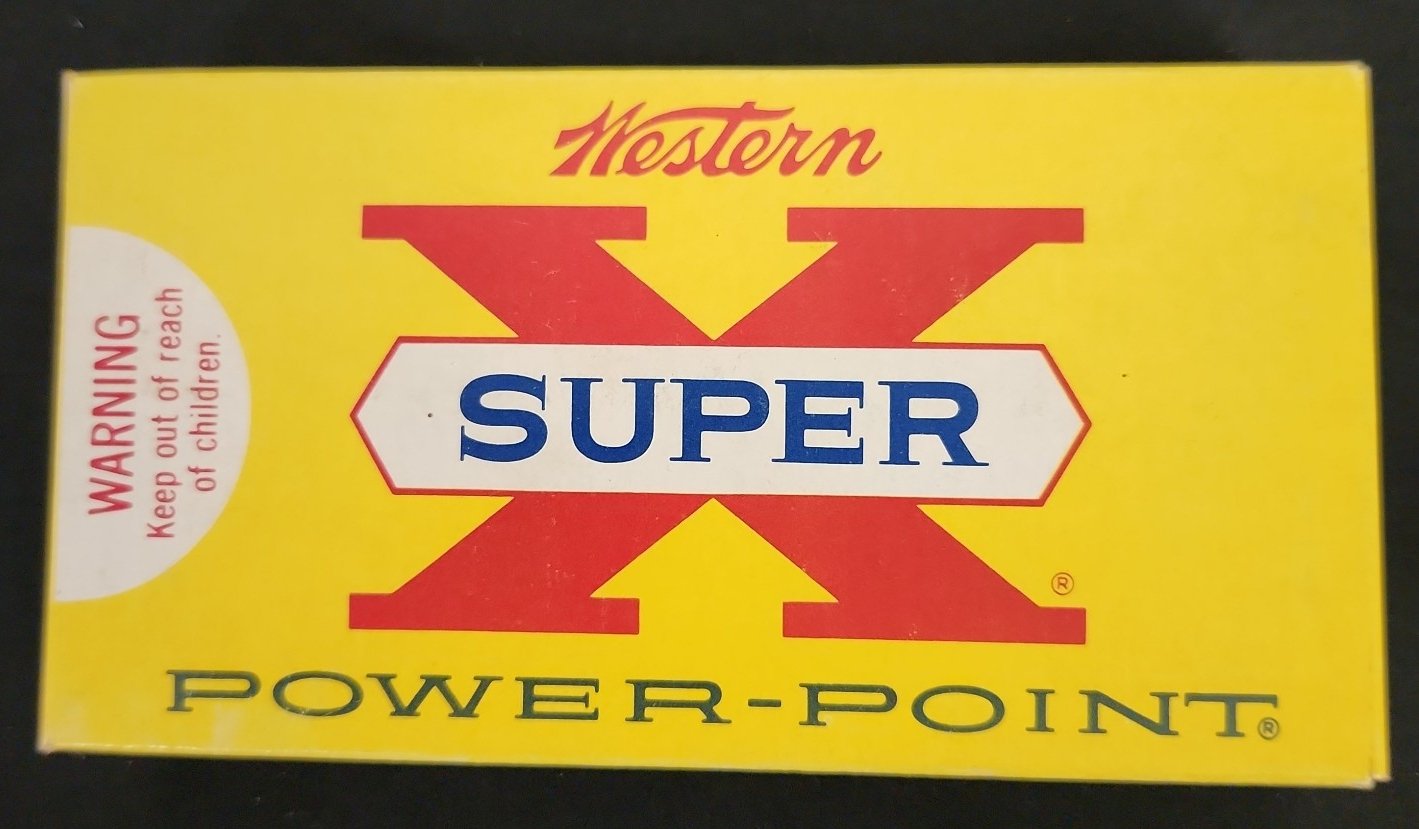 Western
X
SUPER
®
POWER-POINT®
WARNING
Keep out of reach
of children.